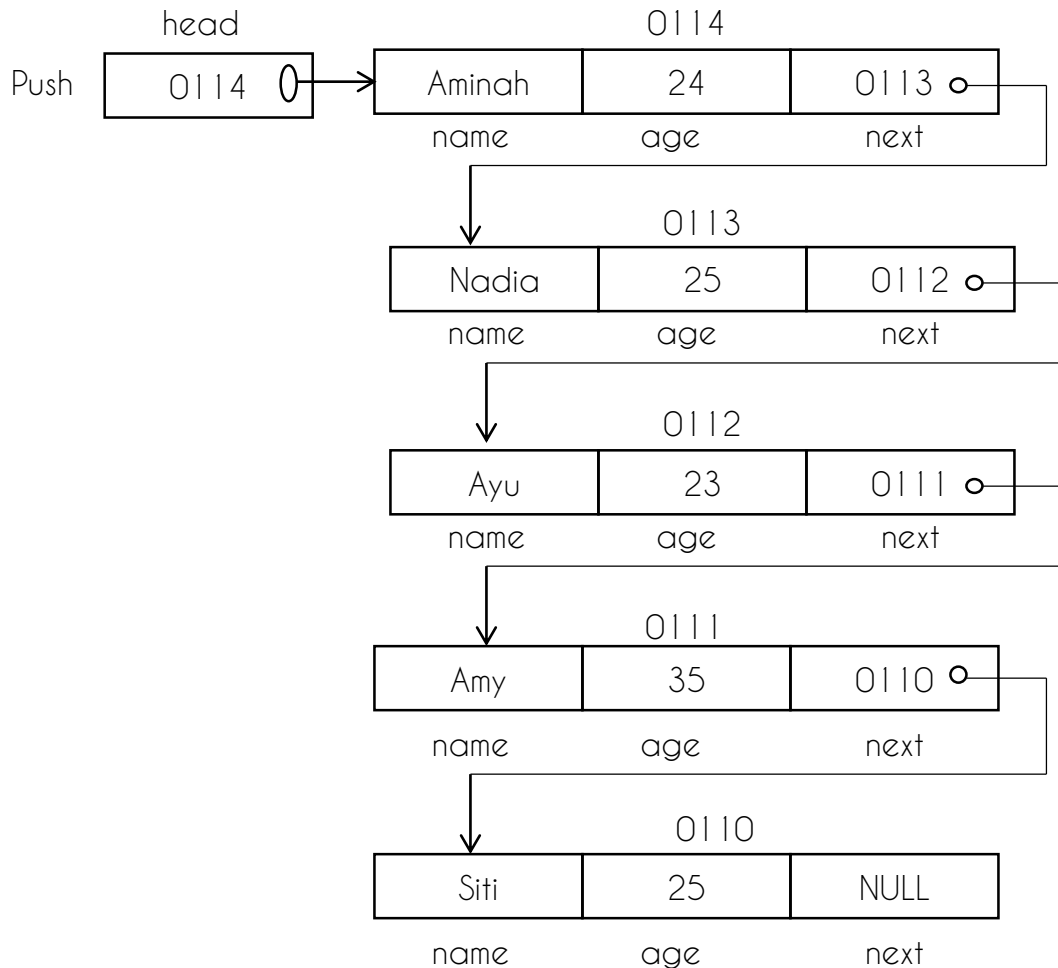 head
0114
Push
0114
Aminah
24
0113
name
age
next
0113
Nadia
25
0112
name
age
next
0112
Ayu
23
0111
name
age
next
0111
Amy
35
0110
name
age
next
0110
Siti
25
NULL
name
age
next